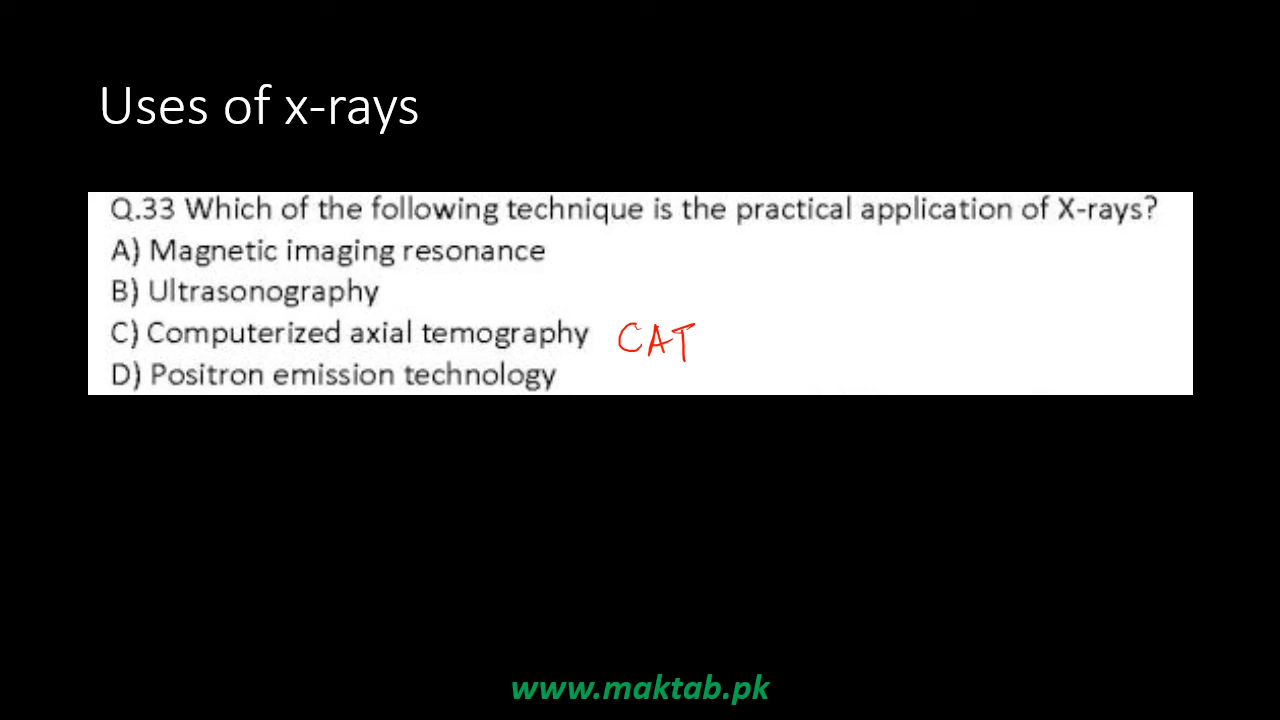 Uses of x-rays
Q.33 Which of the following technique is the practical application of X-rays?
A) Magnetic imaging resonance
B) Ultrasonography
C) Computerized axial temography CAT
D) Positron emission technology
www.maktab.pk